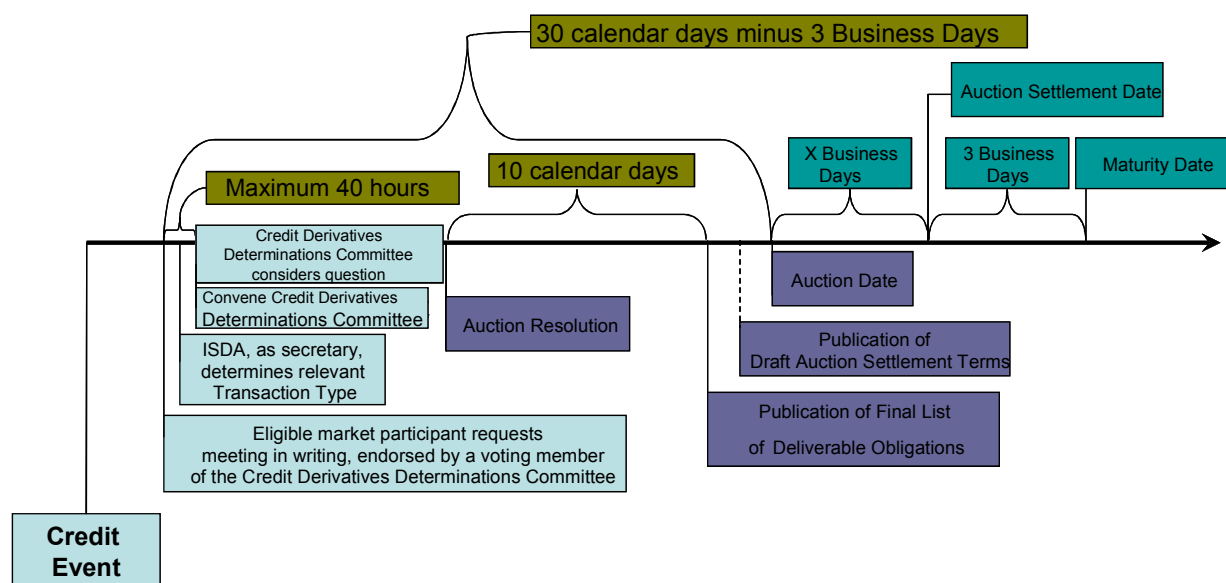 30 calendar days minus 3 Business Days
Auction Settlement Date
X Business
Days
3 Business
Days
Maturity Date
10 calendar days
Maximum 40 hours
Credit Derivatives
Determinations Committee
considers question
Convene Credit Derivatives
Determinations Committee
ISDA, as secretary,
determines relevant
Transaction Type
Eligible market participant requests
meeting in writing, endorsed by a voting member
of the Credit Derivatives Determinations Committee
Auction Resolution
Auction Date
Publication of
Draft Auction Settlement Terms
Publication of Final List
of Deliverable Obligations
Credit
Event